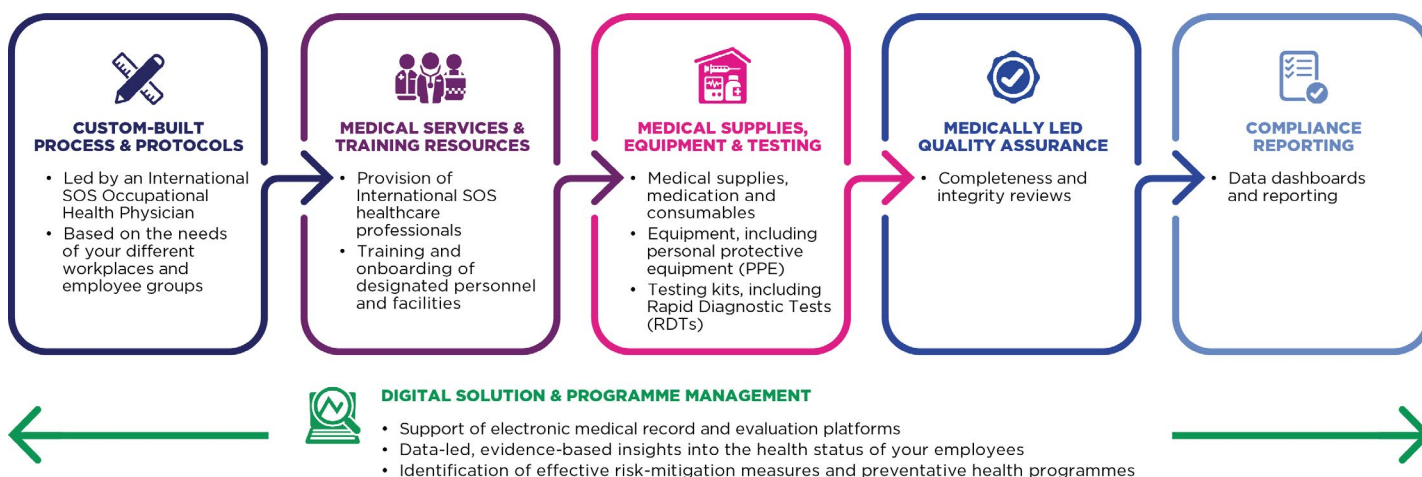 CUSTOM-BUILT
PROCESS & PROTOCOLS
• Led by an International
SOS Occupational
Health Physician
• Based on the needs
of your different
workplaces and
employee groups
MEDICAL SERVICES &
TRAINING RESOURCES
• Provision of
International SOS
healthcare
professionals
• Training and
onboarding of
designated personnel
and facilities
MEDICAL SUPPLIES,
EQUIPMENT & TESTING
• Medical supplies,
medication and
consumables
• Equipment, including
personal protective
equipment (PPE)
• Testing kits, including
Rapid Diagnostic Tests
(RDTs)
MEDICALLY LED
QUALITY ASSURANCE
• Completeness and
integrity reviews
COMPLIANCE
REPORTING
• Data dashboards
and reporting
DIGITAL SOLUTION & PROGRAMME MANAGEMENT
• Support of electronic medical record and evaluation platforms
• Data-led, evidence-based insights into the health status of your employees
• Identification of effective risk-mitigation measures and preventative health programmes